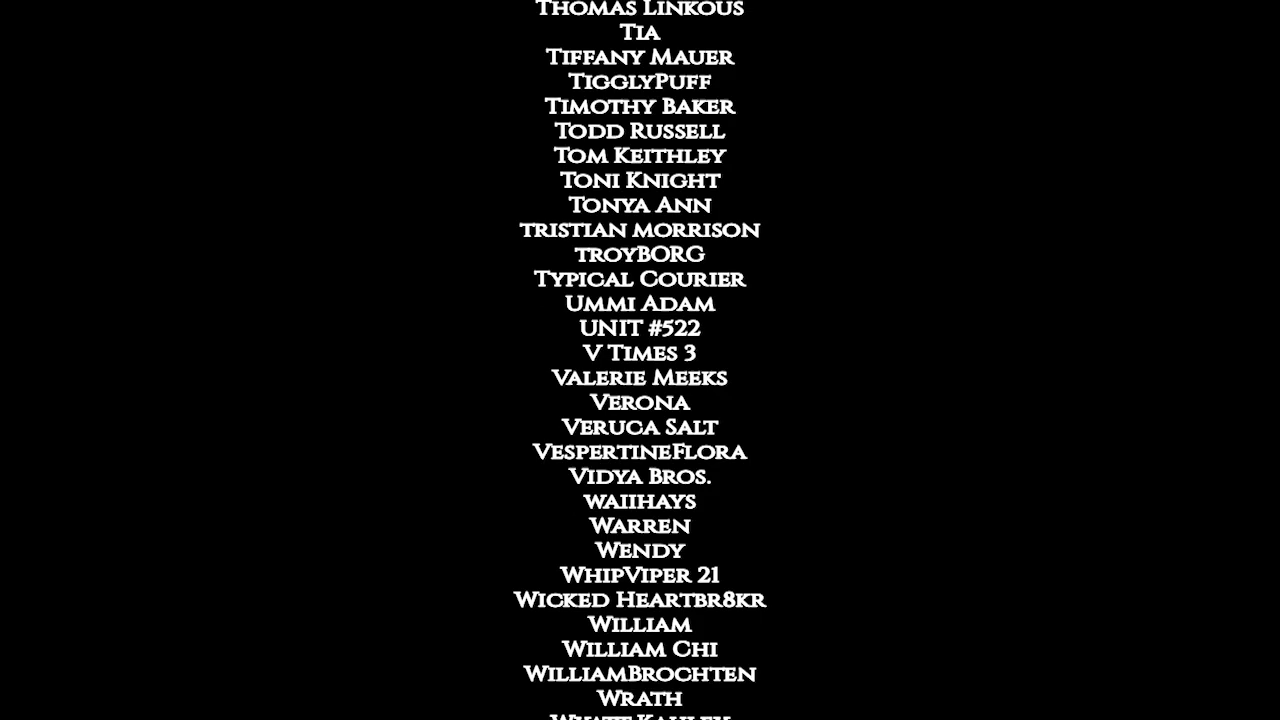 Thomas Linkous
Tia
Tiffany Mauer
TigglyPuff
Timothy Baker
Todd Russell
Tom Keithley
Toni Knight
Tonya Ann
tristian morrison
troyBORG
Typical Courier
Ummi Adam
UNIT #522
V Times 3
Valerie Meeks
Verona
Veruca Salt
VespertineFlora
Vidya Bros.
waiihays
Warren
Wendy
WhipViper 21
Wicked Heartbr8kr
William
William Chi
WilliamBrochten
Wrath